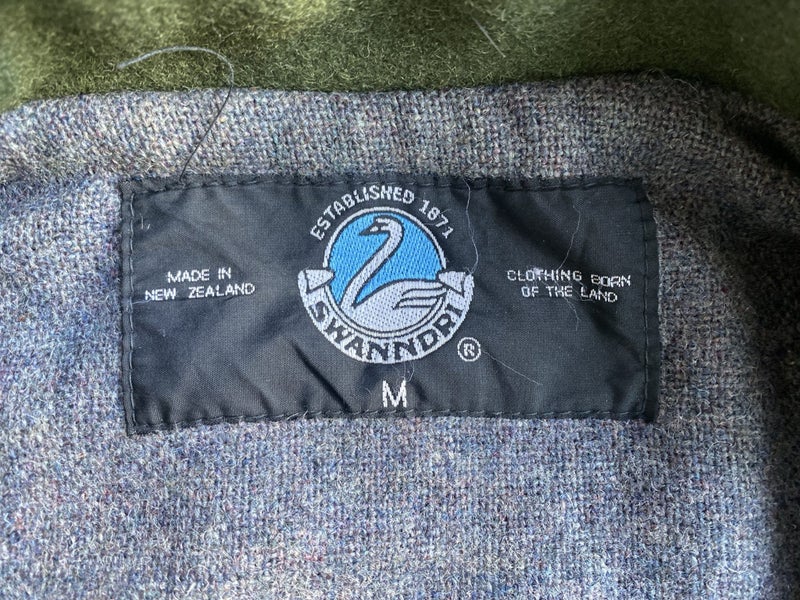 ESTABLISHED 1871
MADE IN
NEW ZEALAND
CLOTHING BORN
OF THE LAND
SWANNDRI
®
M